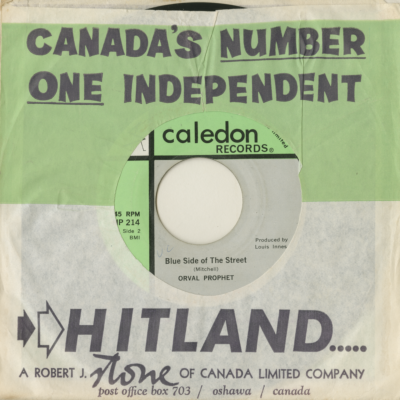 CANADA'S NUMBER
ONE INDEPENDENT
caledon
RECORDS®
45 RPM
Side 2
BMI
Produced by
Louis Innes
Blue Side of The Street
(Mitchell)
ORVAL PROPHET
HITLAND.....
A ROBERT J. Stone OF CANADA LIMITED COMPANY
post office box 703 / oshawa / canada